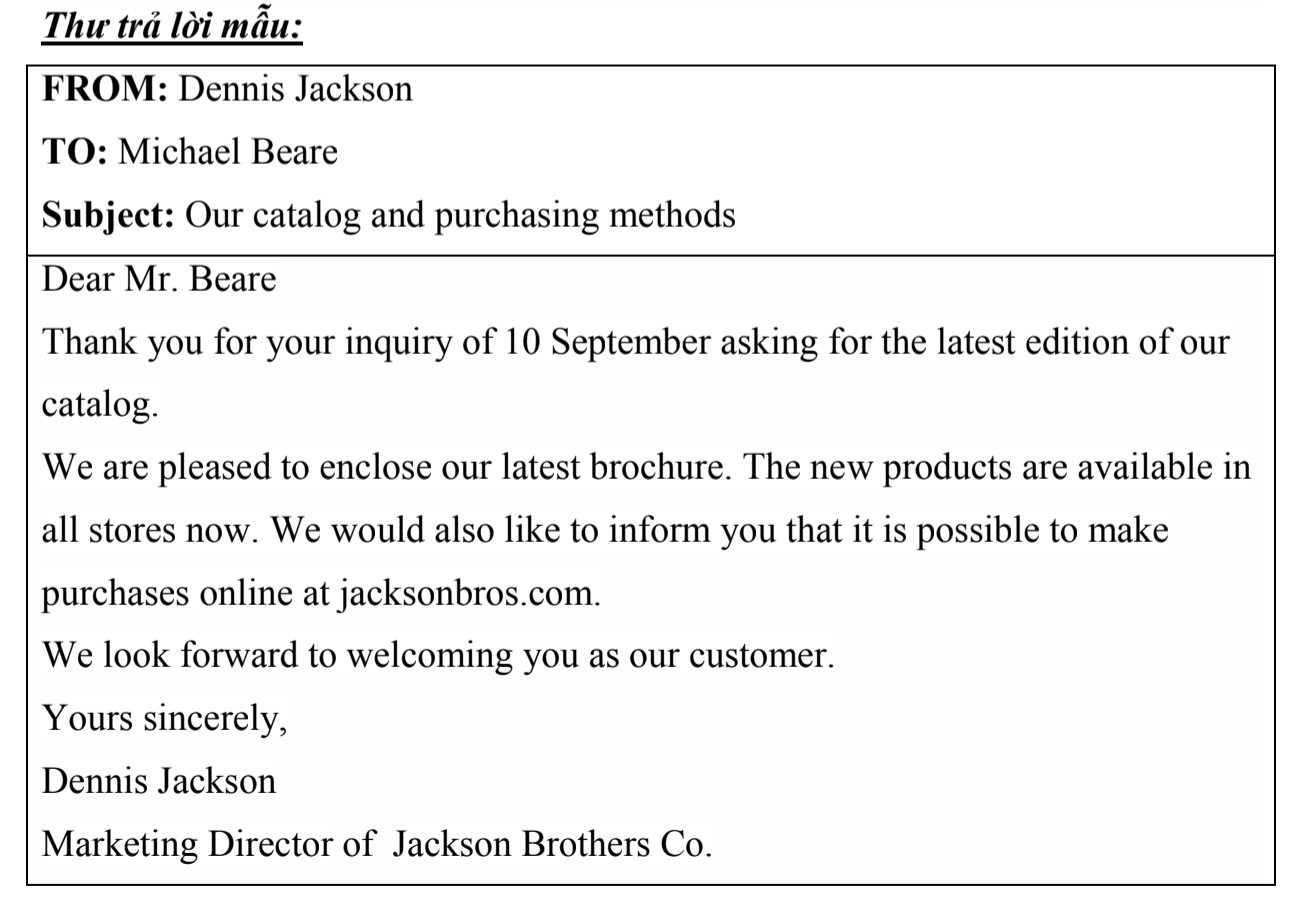 Thư trả lời mẫu:
FROM: Dennis Jackson
TO: Michael Beare
Subject: Our catalog and purchasing methods
Dear Mr. Beare
Thank you for your inquiry of 10 September asking for the latest edition of our
catalog.
We are pleased to enclose our latest brochure. The new products are available in
all stores now. We would also like to inform you that it is possible to make
purchases online at jacksonbros.com.
We look forward to welcoming you as our customer.
Yours sincerely,
Dennis Jackson
Marketing Director of Jackson Brothers Co.